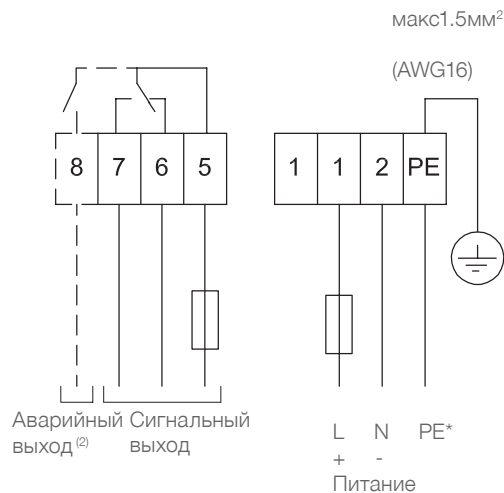 макс1.5мм²
(AWG16)
8 7 6 5
1 1 2 PE
Аварийный Сигнальный
выход (2) выход
L N PE*
+ -
Питание